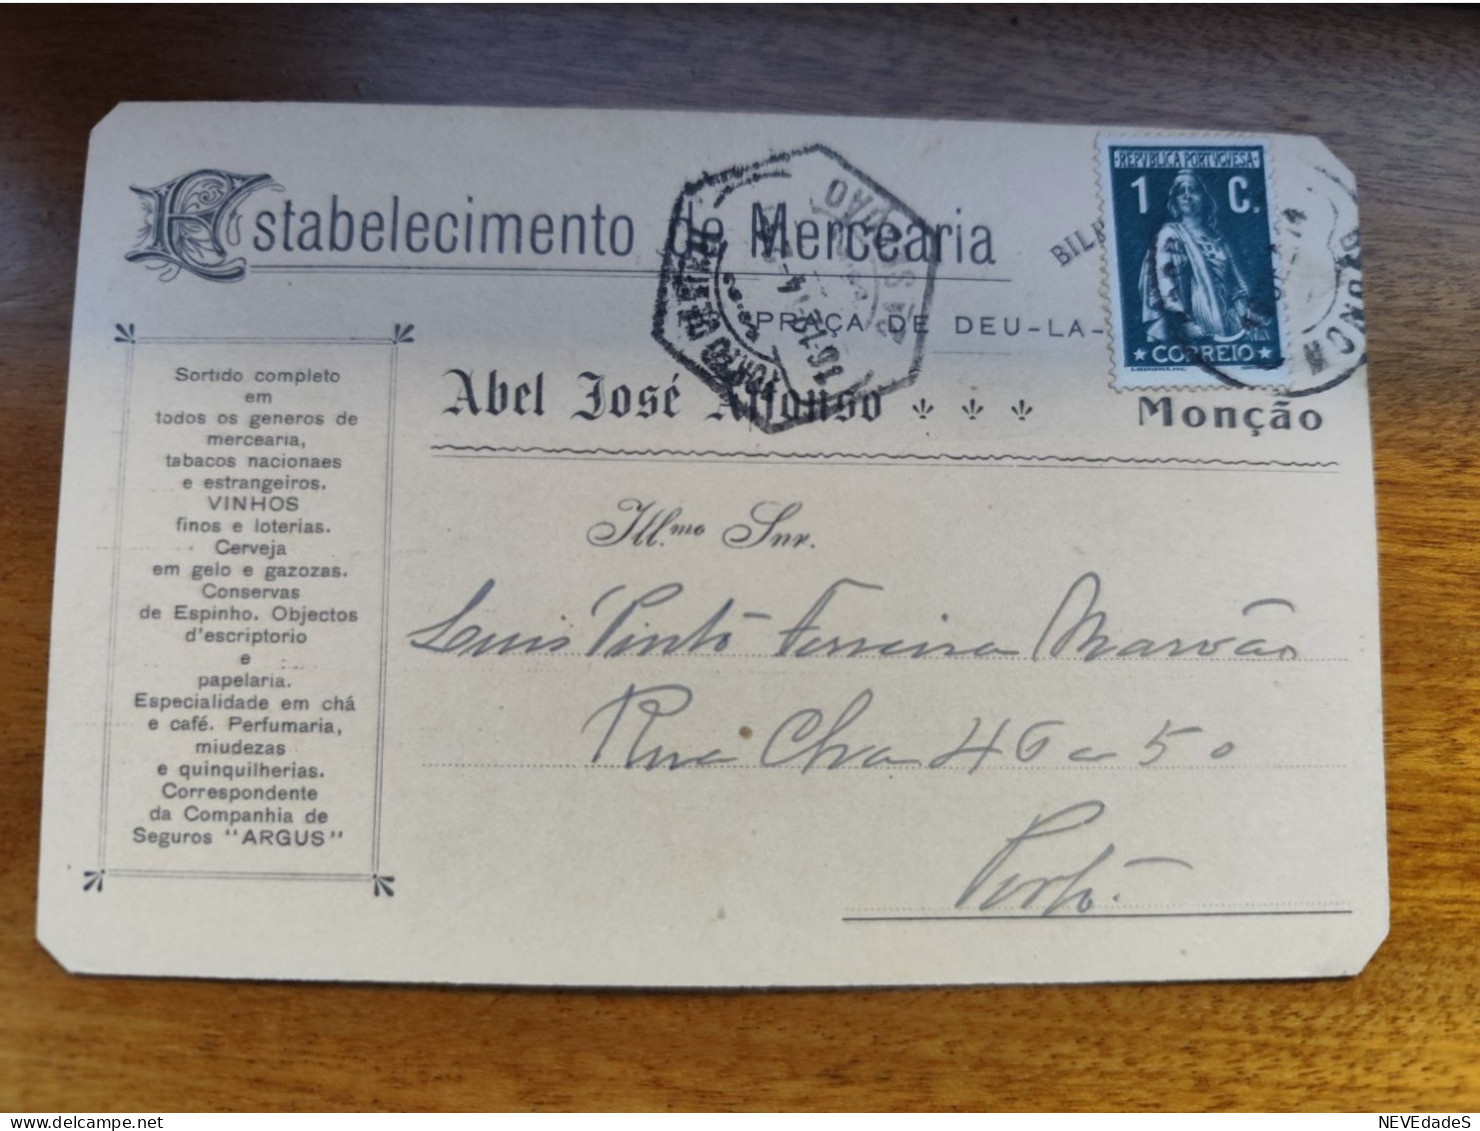 Estabelecimento de Mercearia
PRAÇA DE DEU-LA-
Abel José Affonso
Monção
REPUBLICA PORTUGUESA
1 C.
CORREIO
Sortido completo
em
todos os generos de
mercearia,
tabacos nacionaes
e estrangeiros.
VINHOS
finos e loterias.
Cerveja
em gelo e gazozas.
Conservas
de Espinho. Objectos
d'escriptorio
e
papelaria.
Especialidade em chá
e café. Perfumaria,
miudezas
e quinquilherias.
Correspondente
da Companhia de
Seguros "ARGUS"
Ill.mo Snr.
Luis Pinto Ferreira Marvão
Rua Chã 46 a 50
Porto.
NEVEdadeS